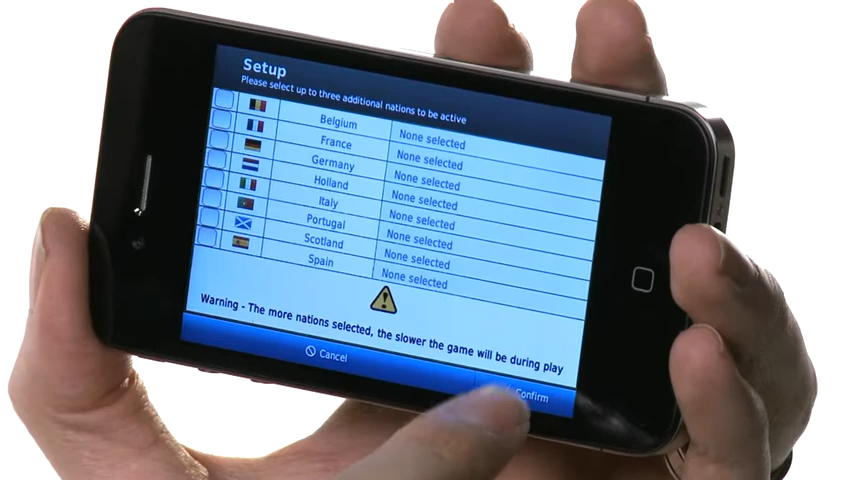 Setup
Please select up to three additional nations to be active
Belgium None selected
France None selected
Germany None selected
Holland None selected
Italy None selected
Portugal None selected
Scotland None selected
Spain None selected
Warning - The more nations selected, the slower the game will be during play
Cancel Confirm